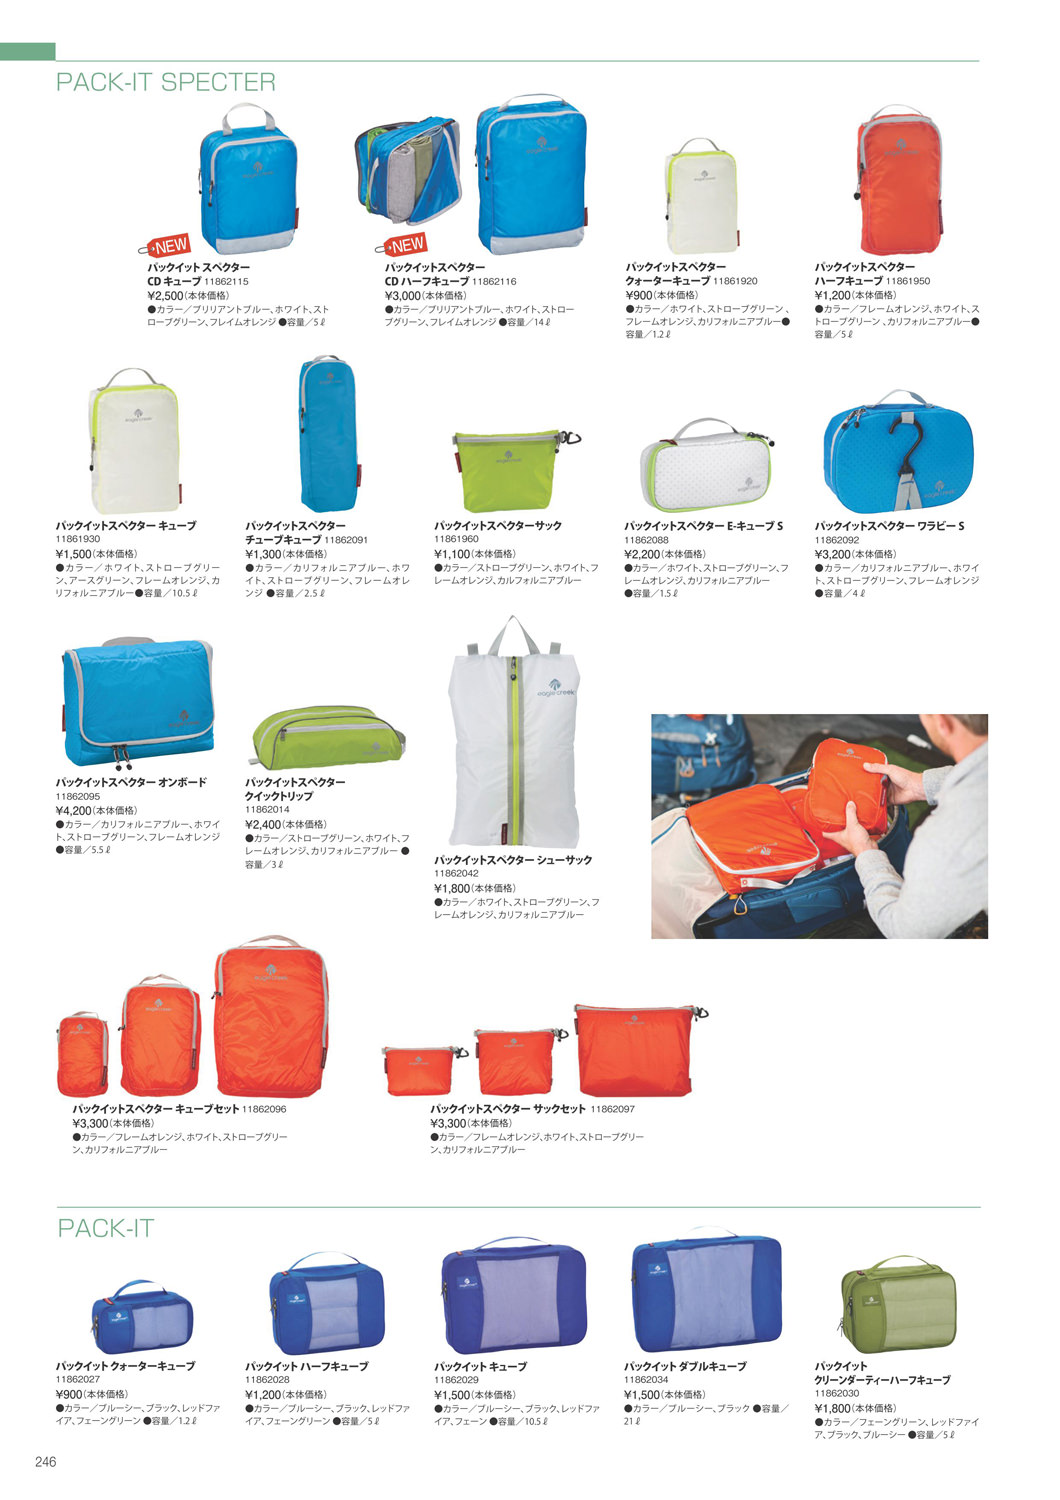 PACK-IT SPECTER
NEW
パックイット スペクター
CD キューブ 11862115
¥2,500(本体価格)
●カラー／ブリリアントブルー、ホワイト、スト
ローブグリーン、フレイムオレンジ ●容量／5ℓ
NEW
パックイットスペクター
CD ハーフキューブ 11862116
¥3,000(本体価格)
●カラー／ブリリアントブルー、ホワイト、ストロー
ブグリーン、フレイムオレンジ ●容量／14ℓ
パックイットスペクター
クォーターキューブ 11861920
¥900(本体価格)
●カラー／ホワイト、ストローブグリーン 、
フレームオレンジ、カリフォルニアブルー●
容量／1.2ℓ
パックイットスペクター
ハーフキューブ 11861950
¥1,200(本体価格)
●カラー／フレームオレンジ、ホワイト、ス
トローブグリーン 、カリフォルニアブルー●
容量／5ℓ
パックイットスペクター キューブ
11861930
¥1,500(本体価格)
●カラー／ホワイト、ストローブグリー
ン、アースグリーン、フレームオレンジ、カ
リフォルニアブルー●容量／10.5ℓ
パックイットスペクター
チューブキューブ 11862091
¥1,300(本体価格)
●カラー／カリフォルニアブルー、ホワ
イト、ストローブグリーン、フレームオレ
ンジ ●容量／2.5ℓ
パックイットスペクターサック
11861960
¥1,100(本体価格)
●カラー／ストローブグリーン、ホワイト、フ
レームオレンジ、カルフォルニアブルー
パックイットスペクター E-キューブ S
11862088
¥2,200(本体価格)
●カラー／ホワイト、ストローブグリーン、フ
レームオレンジ、カリフォルニアブルー
●容量／1.5ℓ
パックイットスペクター ワラビー S
11862092
¥3,200(本体価格)
●カラー／カリフォルニアブルー、ホワイ
ト、ストローブグリーン、フレームオレンジ
●容量／4ℓ
パックイットスペクター オンボード
11862095
¥4,200(本体価格)
●カラー／カリフォルニアブルー、ホワイ
ト、ストローブグリーン、フレームオレンジ
●容量／5.5ℓ
パックイットスペクター
クイックトリップ
11862014
¥2,400(本体価格)
●カラー／ストローブグリーン、ホワイト、フ
レームオレンジ、カリフォルニアブルー ●
容量／3ℓ
eagle creek
パックイットスペクター シューサック
11862042
¥1,800(本体価格)
●カラー／ホワイト、ストローブグリーン、フ
レームオレンジ、カリフォルニアブルー
パックイットスペクター キューブセット 11862096
¥3,300(本体価格)
●カラー／フレームオレンジ、ホワイト、ストローブグリー
ン、カリフォルニアブルー
パックイットスペクター サックセット 11862097
¥3,300(本体価格)
●カラー／フレームオレンジ、ホワイト、ストローブグリー
ン、カリフォルニアブルー
PACK-IT
パックイット クォーターキューブ
11862027
¥900(本体価格)
●カラー／ブルーシー、ブラック、レッドファ
イア、フェーングリーン ●容量／1.2ℓ
パックイット ハーフキューブ
11862028
¥1,200(本体価格)
●カラー／ブルーシー、ブラック、レッドファ
イア、フェーングリーン ●容量／5ℓ
パックイット キューブ
11862029
¥1,500(本体価格)
●カラー／ブルーシー、ブラック、レッドファ
イア、フェーン ●容量／10.5ℓ
パックイット ダブルキューブ
11862034
¥1,500(本体価格)
●カラー／ブルーシー、ブラック ●容量／
21ℓ
パックイット
クリーンダーティーハーフキューブ
11862030
¥1,800(本体価格)
●カラー／フェーングリーン、レッドファイ
ア、ブラック、ブルーシー ●容量／5ℓ
246